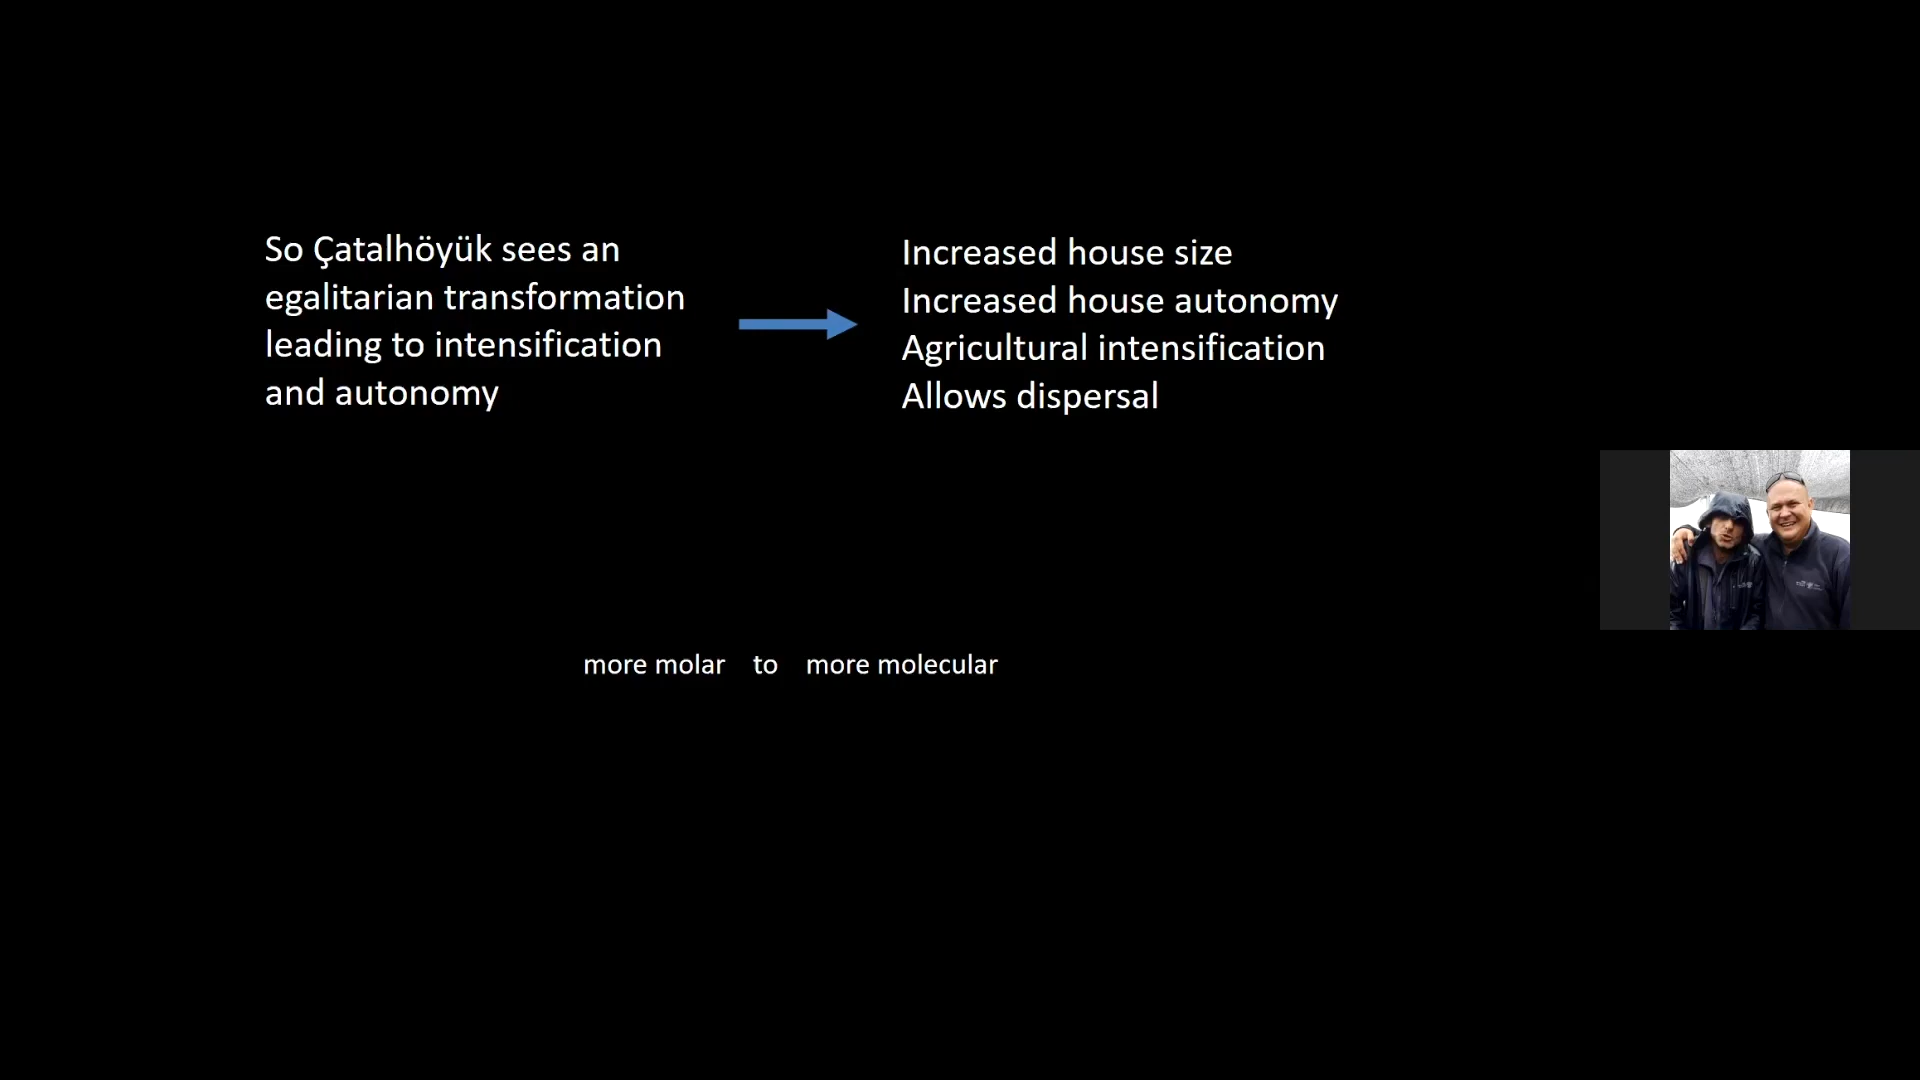 So Çatalhöyük sees an
egalitarian transformation
leading to intensification
and autonomy
Increased house size
Increased house autonomy
Agricultural intensification
Allows dispersal
more molar to more molecular